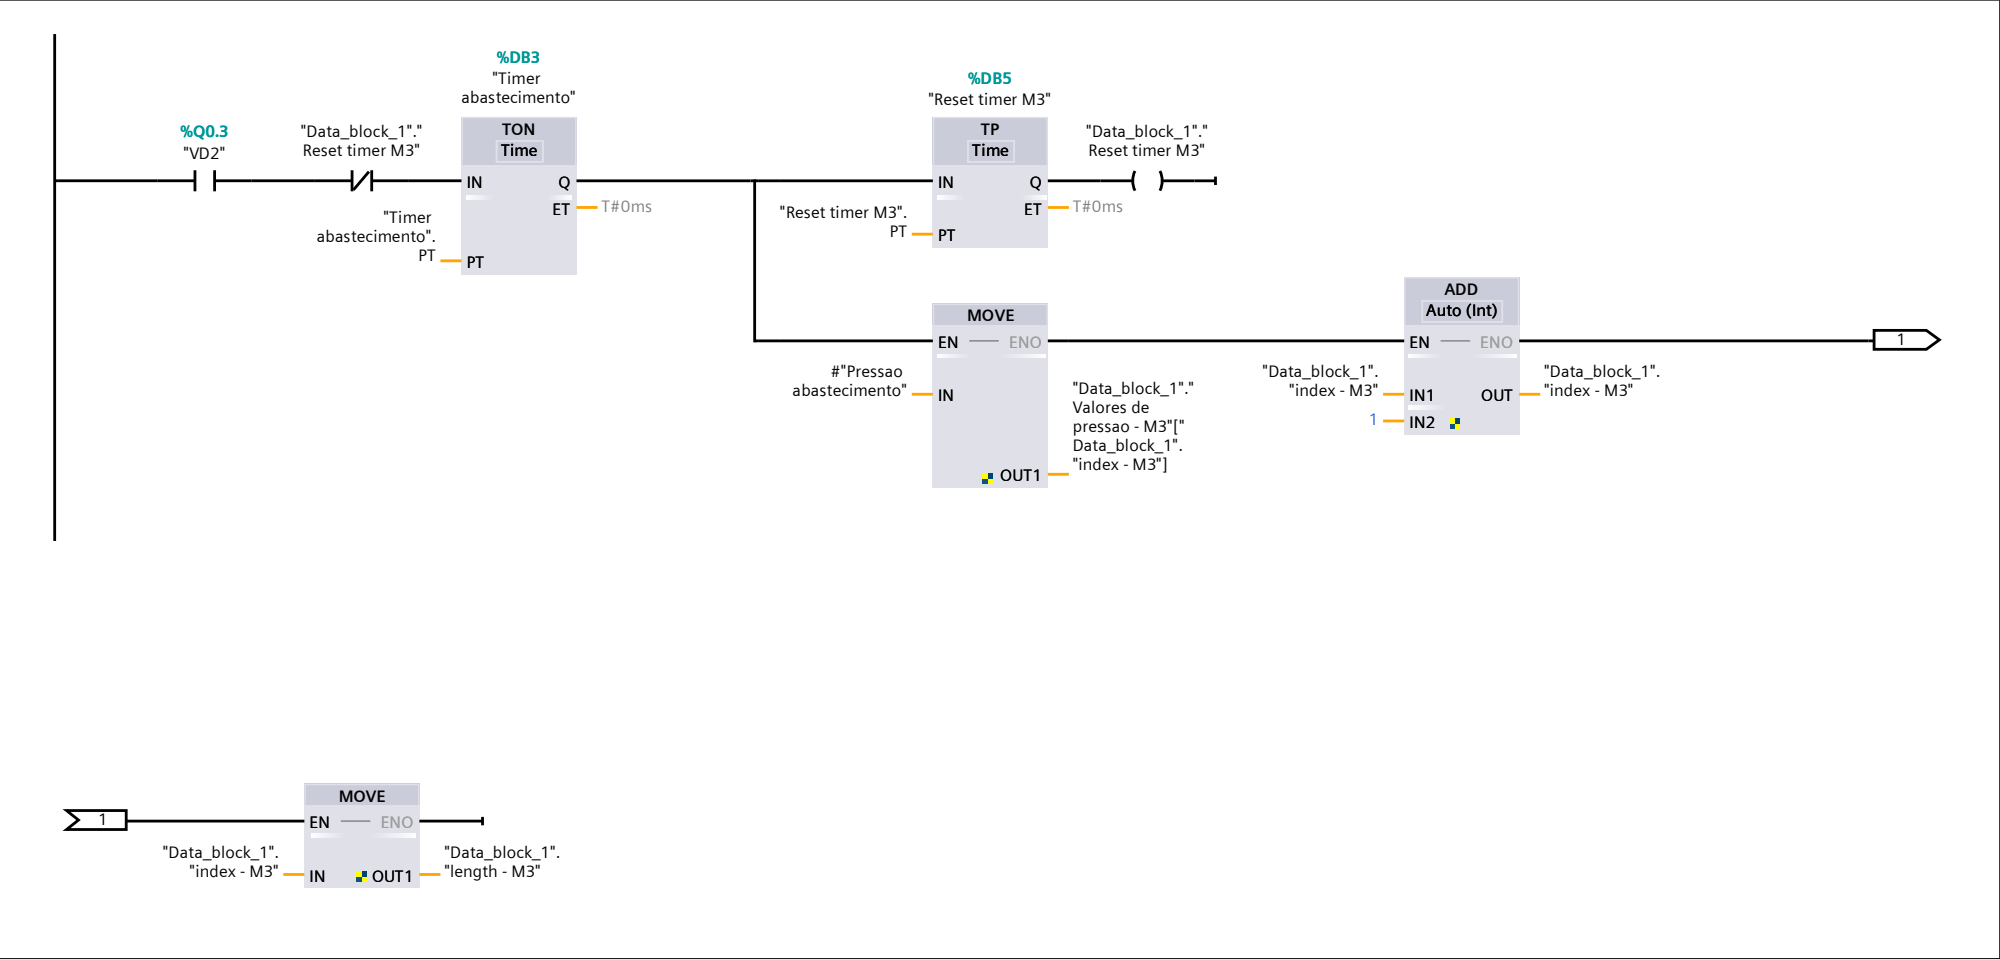 %DB3
"Timer
abastecimento"
%DB5
"Reset timer M3"
%Q0.3
"VD2"
"Data_block_1"."
Reset timer M3"
TON
Time
IN
Q
ET
T#0ms
"Timer
abastecimento".
PT
PT
TP
Time
IN
Q
"Reset timer M3".
PT
PT
ET
T#0ms
"Data_block_1"."
Reset timer M3"
MOVE
EN
ENO
#"Pressao
abastecimento"
IN
OUT1
"Data_block_1"."
Valores de
pressao - M3"["
Data_block_1".
"index - M3"]
ADD
Auto (Int)
EN
ENO
"Data_block_1".
"index - M3"
IN1
1
IN2
OUT
"Data_block_1".
"index - M3"
1
1
MOVE
EN
ENO
"Data_block_1".
"index - M3"
IN
OUT1
"Data_block_1".
"length - M3"